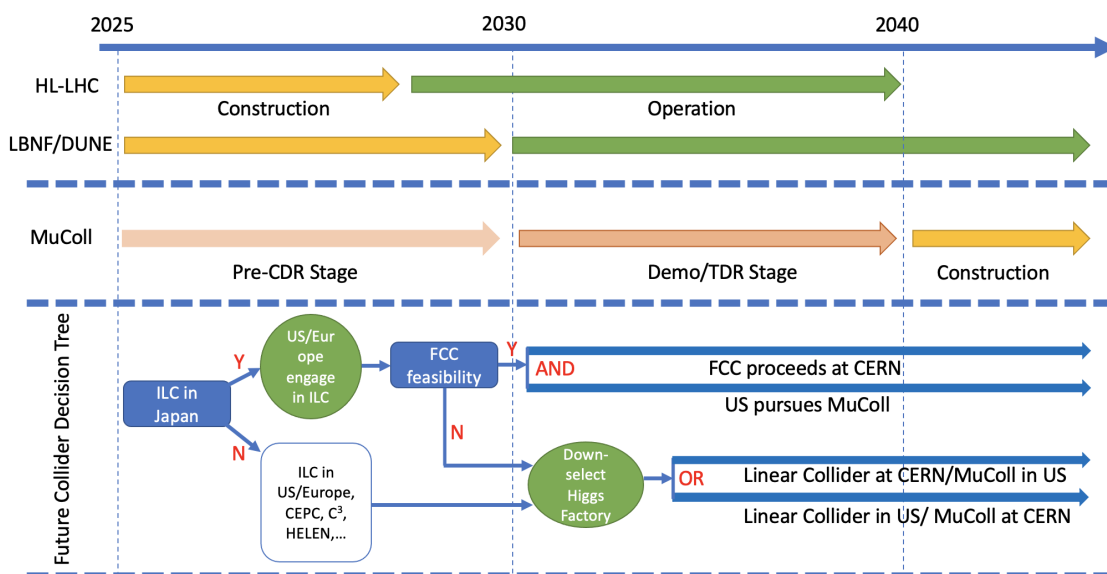 2025
2030
2040
HL-LHC
Construction
Operation
LBNF/DUNE
MuColl
Pre-CDR Stage
Demo/TDR Stage
Construction
Future Collider Decision Tree
ILC in
Japan
Y
N
US/Eur
ope
engage
in ILC
ILC in
US/Europe,
CEPC, C³,
HELEN,...
FCC
feasibility
Y
N
AND
FCC proceeds at CERN
US pursues MuColl
Down-
select
Higgs
Factory
OR
Linear Collider at CERN/MuColl in US
Linear Collider in US/ MuColl at CERN